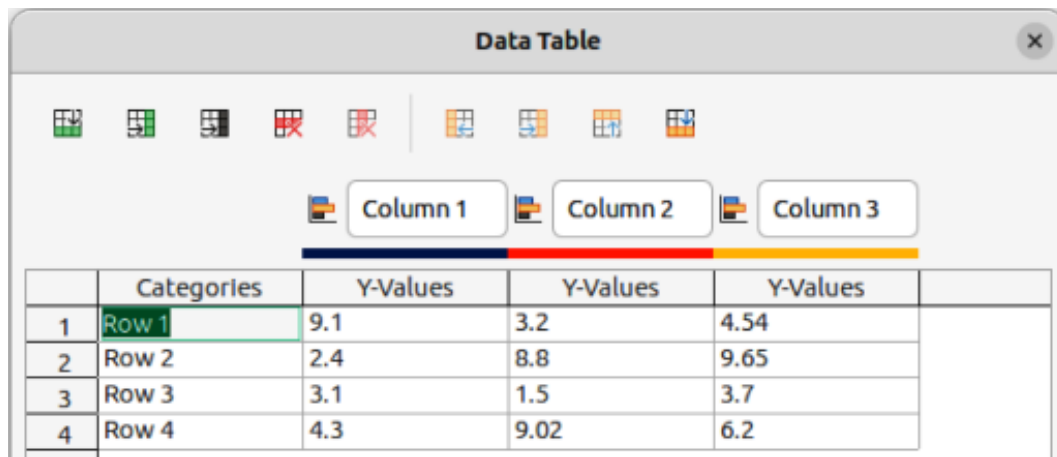 Data Table
Column 1 Column 2 Column 3
Categories Y-Values Y-Values Y-Values
1 Row 1 9.1 3.2 4.54
2 Row 2 2.4 8.8 9.65
3 Row 3 3.1 1.5 3.7
4 Row 4 4.3 9.02 6.2